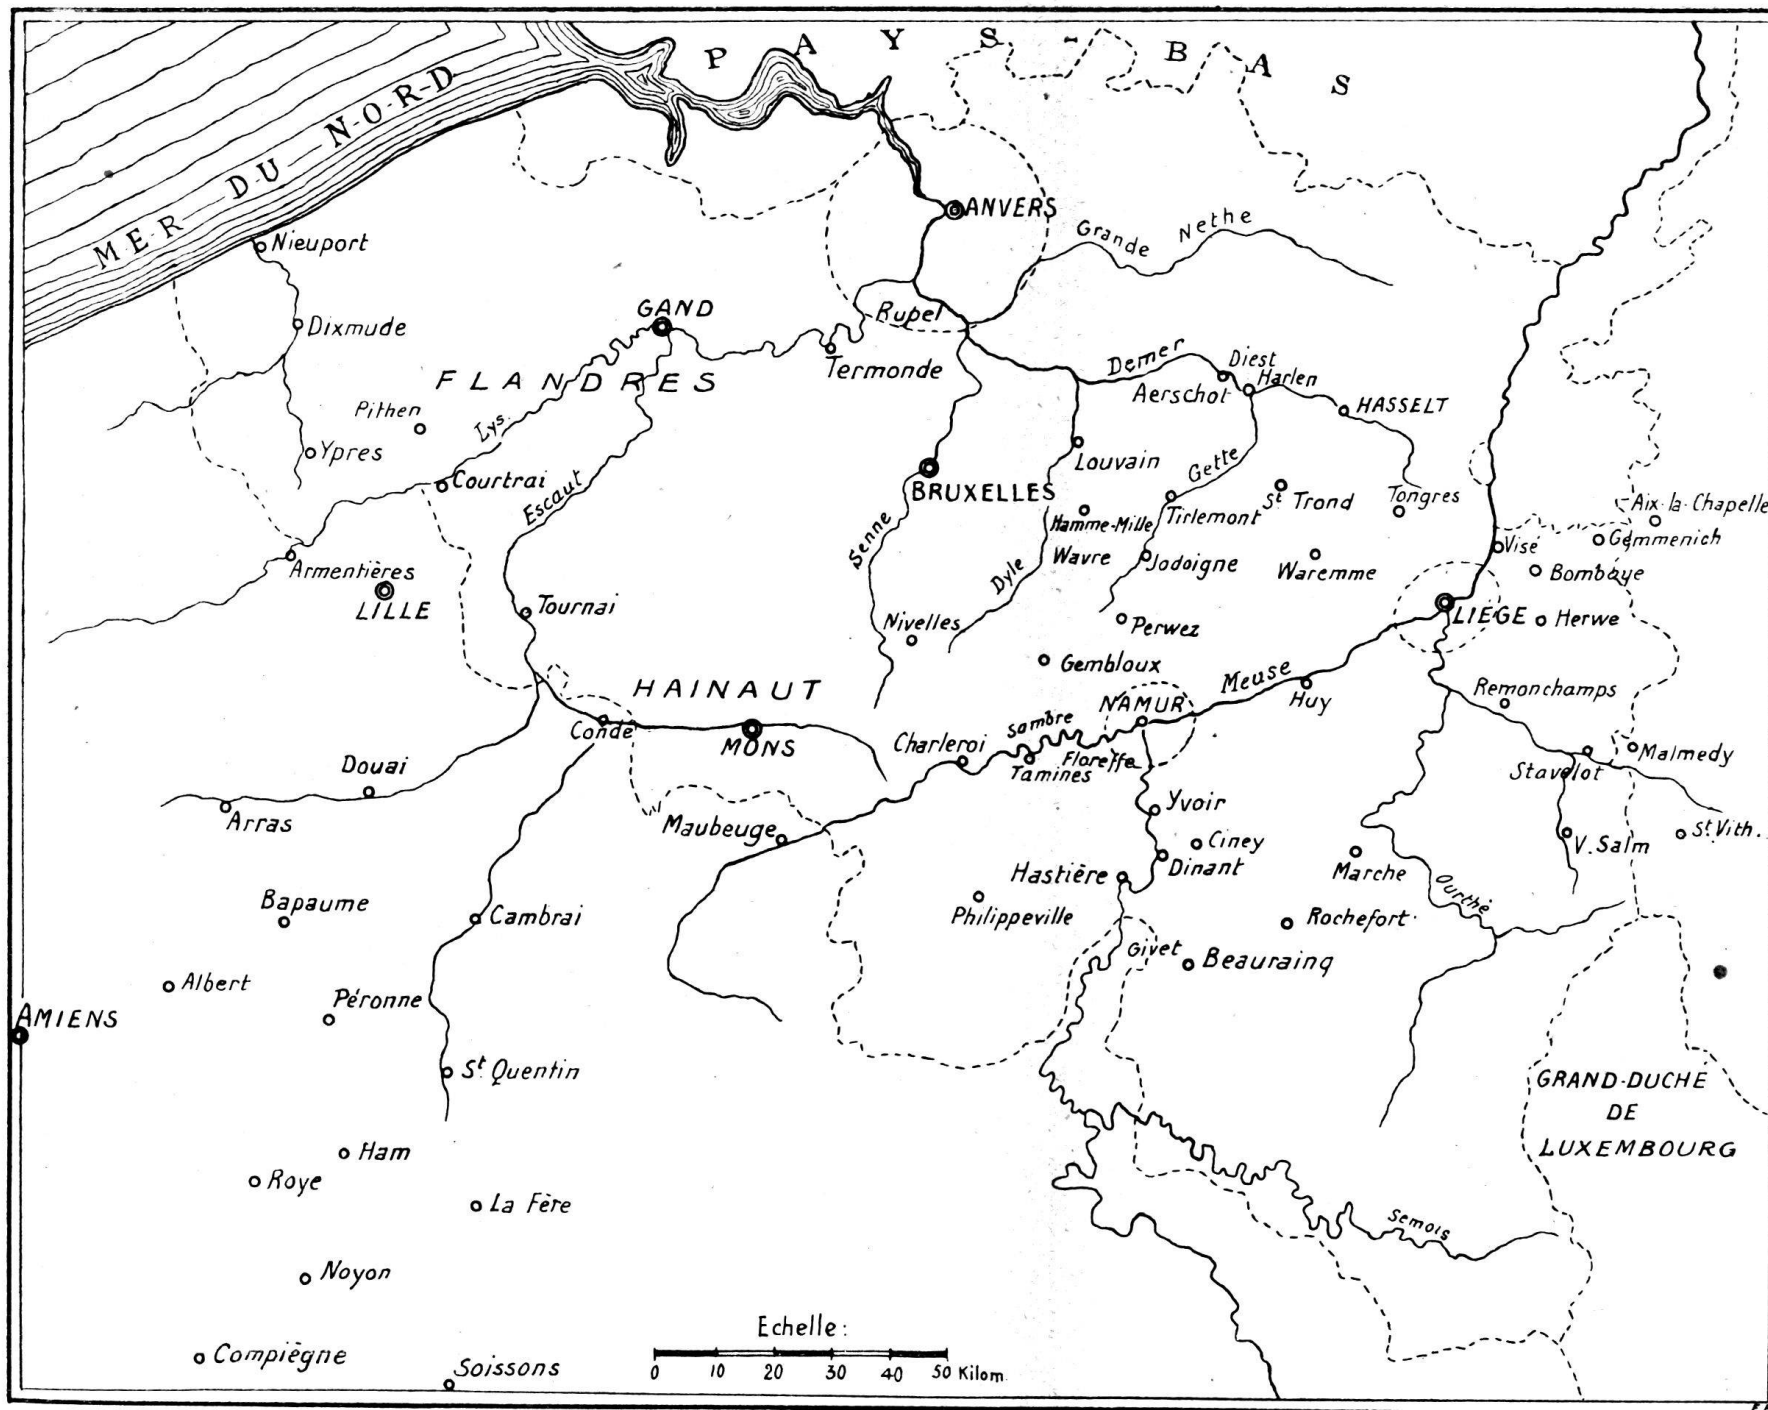 PAYS-BAS
MER-DU-NORD
ANVERS
Grande Nethe
Nieuport
Dixmude
GAND
Rupel
Termonde
FLANDRES
Demer
Diest
Harlen
Aerschot
HASSELT
Pithen
Lys.
Ypres
Courtrai
Escaut
Louvain
Gette
BRUXELLES
St Trond
Tongres
Aix-la-Chapelle
Hamme-Mille
Tirlemont
Senne
Visé
Gemmenich
Armentières
Wavre
Jodoigne
Waremme
Bombaye
Dyle
LILLE
Tournai
Nivelles
Perwez
LIÉGE
Herwe
Gembloux
HAINAUT
Meuse
Huy
Remonchamps
NAMUR
Condé
MONS
Charleroi
Sambre
Floreffe
Tamines
Stavelot
Malmedy
Douai
Arras
Maubeuge
Yvoir
Ciney
Dinant
V. Salm
St Vith.
Hastière
Marche
Ourthe
Bapaume
Cambrai
Philippeville
Rochefort
Givet
Beauraing
Albert
Péronne
AMIENS
St Quentin
GRAND-DUCHÉ
DE
LUXEMBOURG
Ham
Roye
La Fère
Semois
Noyon
Echelle:
0 10 20 30 40 50 Kilom.
Compiègne
Soissons